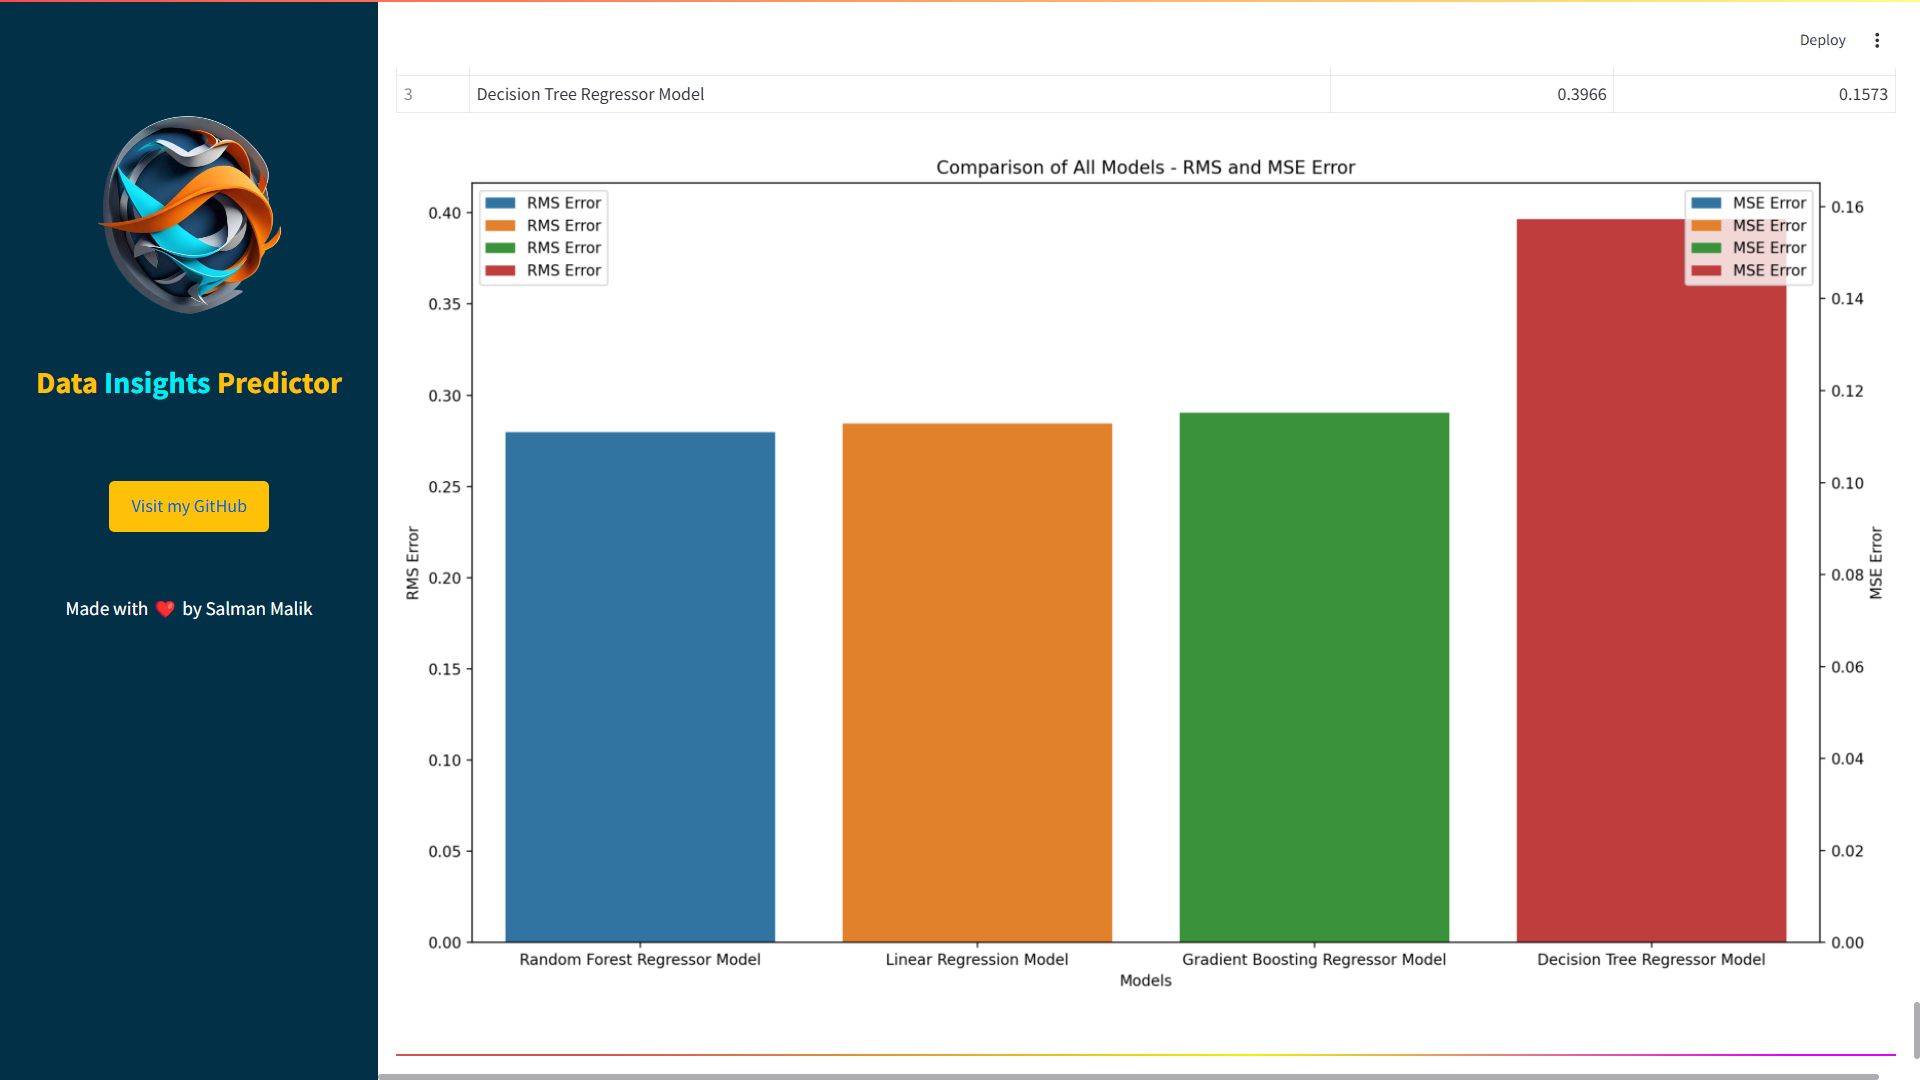 Deploy
3 Decision Tree Regressor Model 0.3966 0.1573
Data Insights Predictor
Visit my GitHub
Made with ❤️ by Salman Malik
Comparison of All Models - RMS and MSE Error
RMS Error
RMS Error
RMS Error
RMS Error
MSE Error
MSE Error
MSE Error
MSE Error
0.40
0.35
0.30
0.25
0.20
0.15
0.10
0.05
0.00
RMS Error
0.16
0.14
0.12
0.10
0.08
0.06
0.04
0.02
0.00
MSE Error
Random Forest Regressor Model Linear Regression Model Gradient Boosting Regressor Model Decision Tree Regressor Model
Models